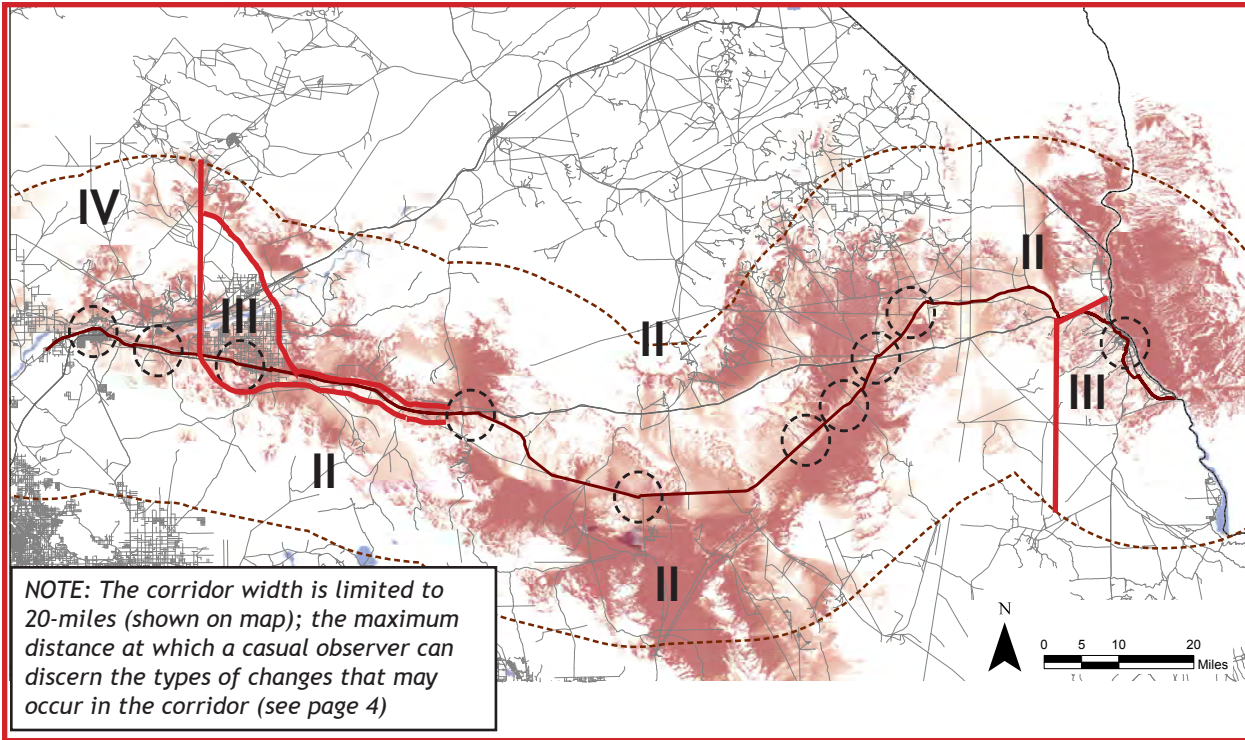 IV
III
II
II
II
II
III
N
0 5 10 20
Miles
NOTE: The corridor width is limited to
20-miles (shown on map); the maximum
distance at which a casual observer can
discern the types of changes that may
occur in the corridor (see page 4)